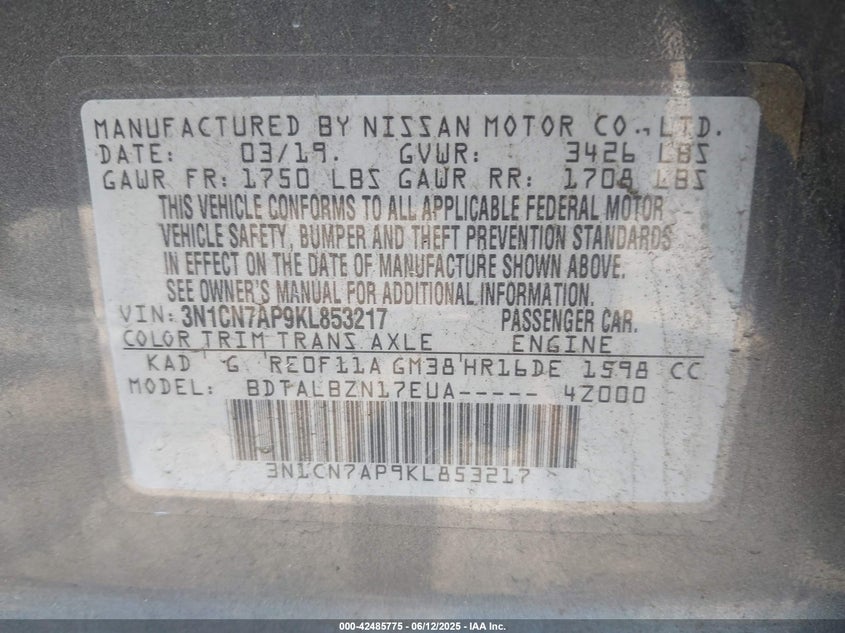 MANUFACTURED BY NISSAN MOTOR CO., LTD.
DATE: 03/19. GVWR: 3426 LBS
GAWR FR: 1750 LBS GAWR RR: 1708 LBS
THIS VEHICLE CONFORMS TO ALL APPLICABLE FEDERAL MOTOR
VEHICLE SAFETY, BUMPER AND THEFT PREVENTION STANDARDS
IN EFFECT ON THE DATE OF MANUFACTURE SHOWN ABOVE.
SEE OWNER'S MANUAL FOR ADDITIONAL INFORMATION.
VIN: 3N1CN7AP9KL853217 PASSENGER CAR.
COLOR TRIM TRANS AXLE ENGINE
KAD G RE0F11A GM38 HR16DE 1598 CC
MODEL: BDTALBZN17EUA----- 4Z000
3N1CN7AP9KL853217
000-42485775 - 06/12/2025 - IAA Inc.